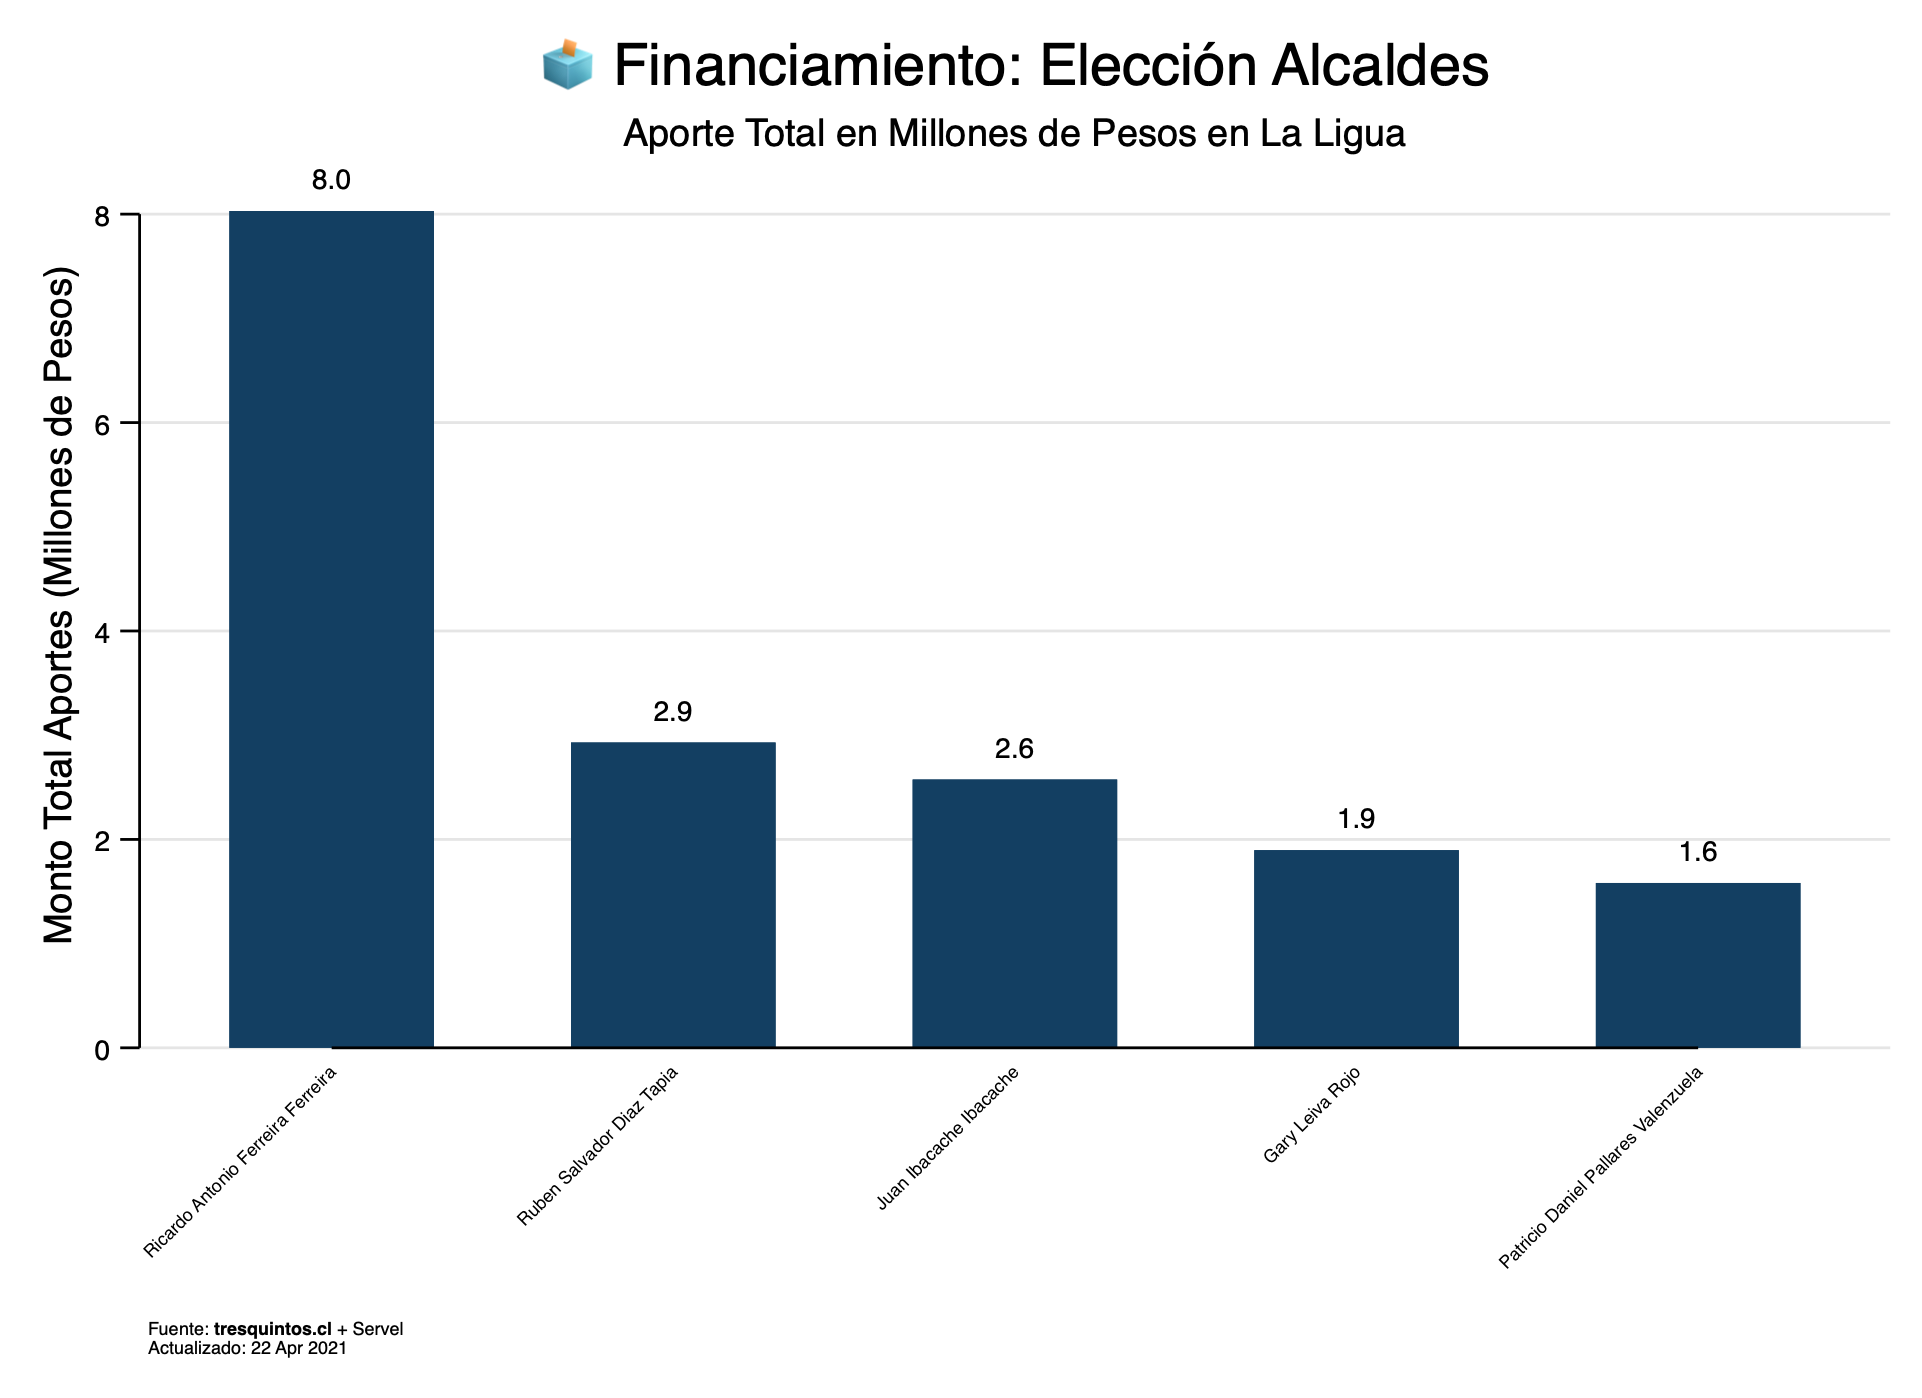 Financiamiento: Elección Alcaldes
Aporte Total en Millones de Pesos en La Ligua
Monto Total Aportes (Millones de Pesos)
8
6
4
2
0
8.0
2.9
2.6
1.9
1.6
Ricardo Antonio Ferreira Ferreira
Ruben Salvador Diaz Tapia
Juan Ibacache Ibacache
Gary Leiva Rojo
Patricio Daniel Pallares Valenzuela
Fuente: tresquintos.cl + Servel
Actualizado: 22 Apr 2021